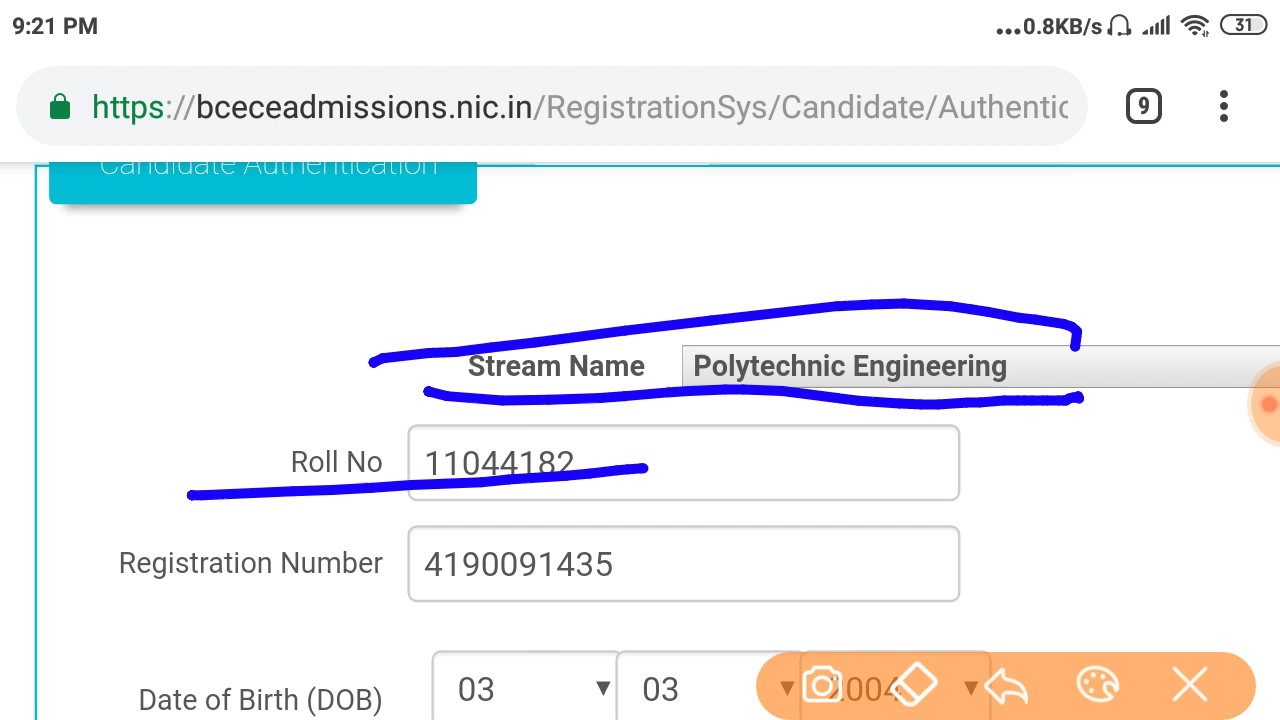 9:21 PM
...0.8KB/s 31
https://bceceadmissions.nic.in/RegistrationSys/Candidate/Authentic
9
Candidate Authentication
Stream Name Polytechnic Engineering
Roll No 11044182
Registration Number 4190091435
Date of Birth (DOB) 03 03 2004